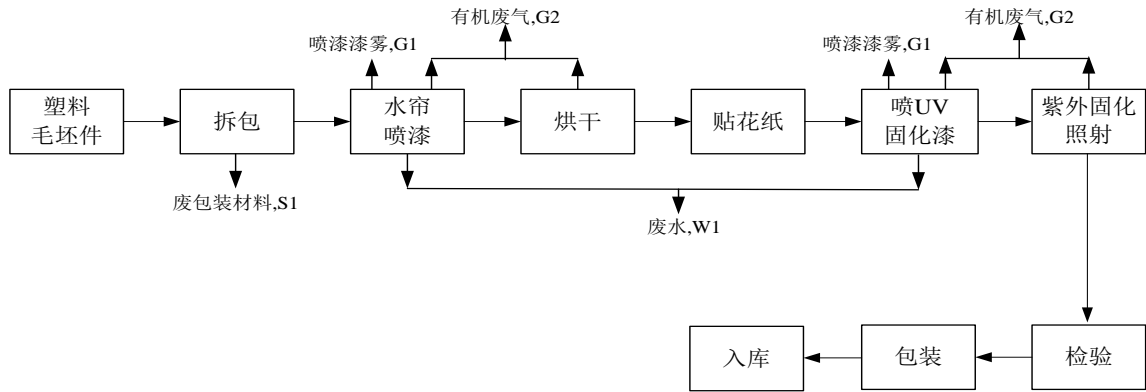 有机废气,G2
有机废气,G2
喷漆漆雾,G1
喷漆漆雾,G1
塑料
毛坯件
拆包
水帘
喷漆
烘干
贴花纸
喷UV
固化漆
紫外固化
照射
废包装材料,S1
废水,W1
入库
包装
检验